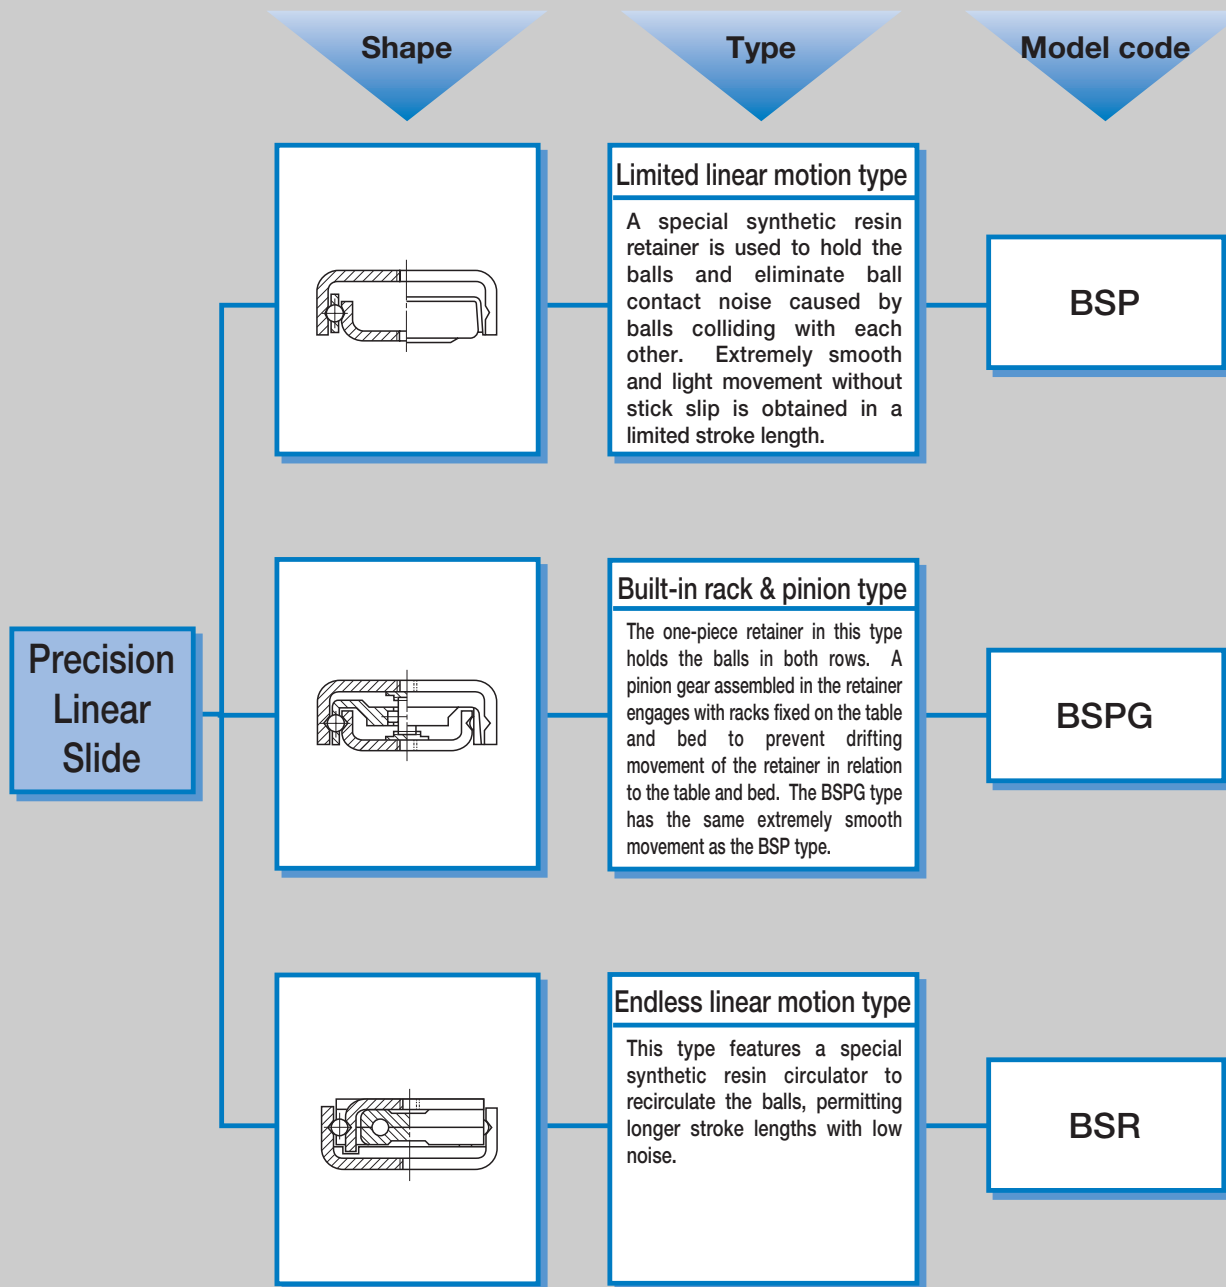 Shape
Type
Model code
Precision
Linear
Slide
Limited linear motion type
A special synthetic resin
retainer is used to hold the
balls and eliminate ball
contact noise caused by
balls colliding with each
other. Extremely smooth
and light movement without
stick slip is obtained in a
limited stroke length.
BSP
Built-in rack & pinion type
The one-piece retainer in this type
holds the balls in both rows. A
pinion gear assembled in the retainer
engages with racks fixed on the table
and bed to prevent drifting
movement of the retainer in relation
to the table and bed. The BSPG type
has the same extremely smooth
movement as the BSP type.
BSPG
Endless linear motion type
This type features a special
synthetic resin circulator to
recirculate the balls, permitting
longer stroke lengths with low
noise.
BSR